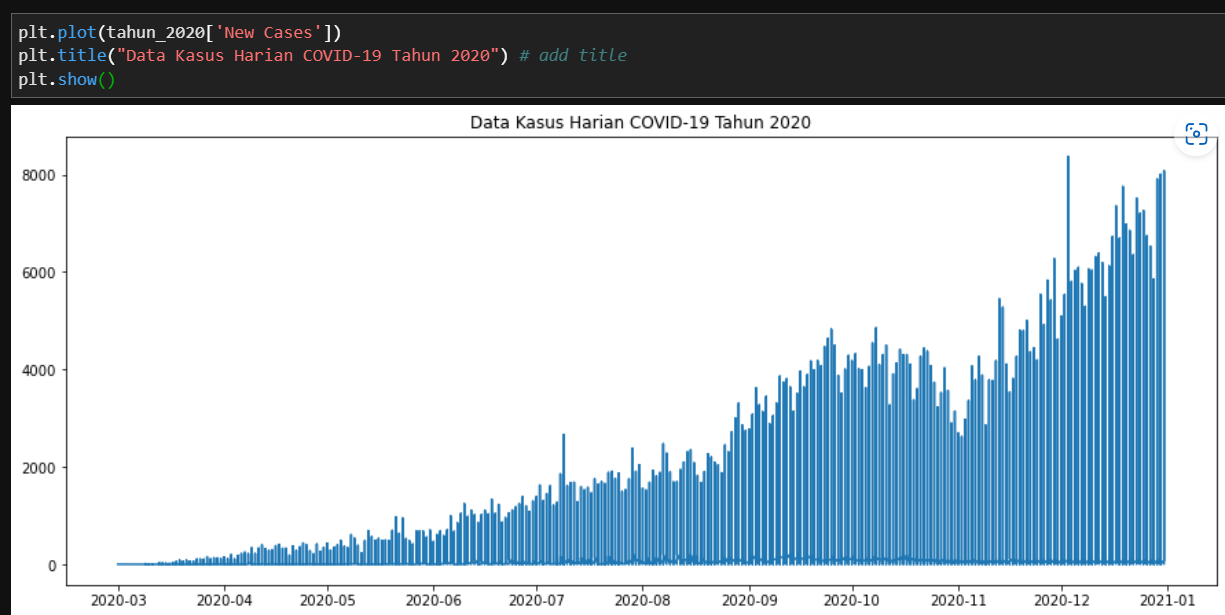 plt.plot(tahun_2020['New Cases'])
plt.title("Data Kasus Harian COVID-19 Tahun 2020") # add title
plt.show()
Data Kasus Harian COVID-19 Tahun 2020
8000
6000
4000
2000
0
2020-03 2020-04 2020-05 2020-06 2020-07 2020-08 2020-09 2020-10 2020-11 2020-12 2021-01